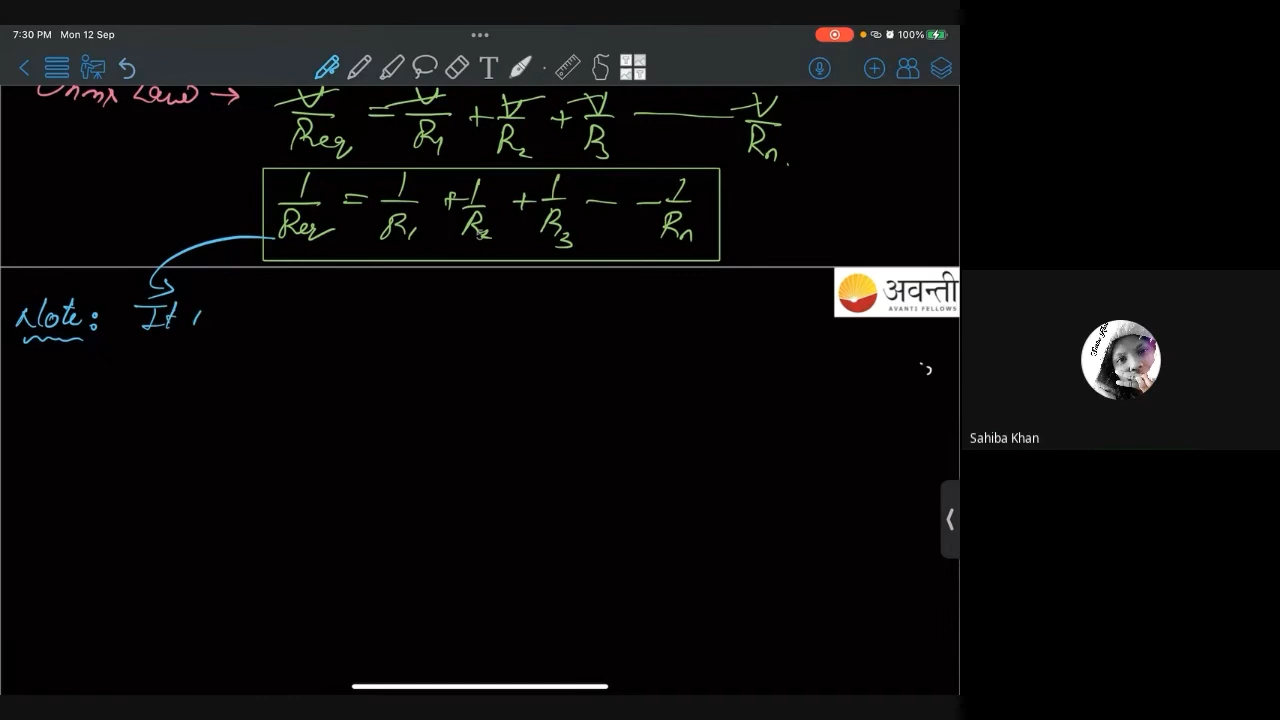 7:30 PM Mon 12 Sep
100%
T
Law →
V/Req = V/R1 + V/R2 + V/R3 —— V/Rn.
1/Req = 1/R1 + 1/R2 + 1/R3 — - 1/Rn
Note: It
अवन्ती
AVANTI FELLOWS
Sahiba Khan